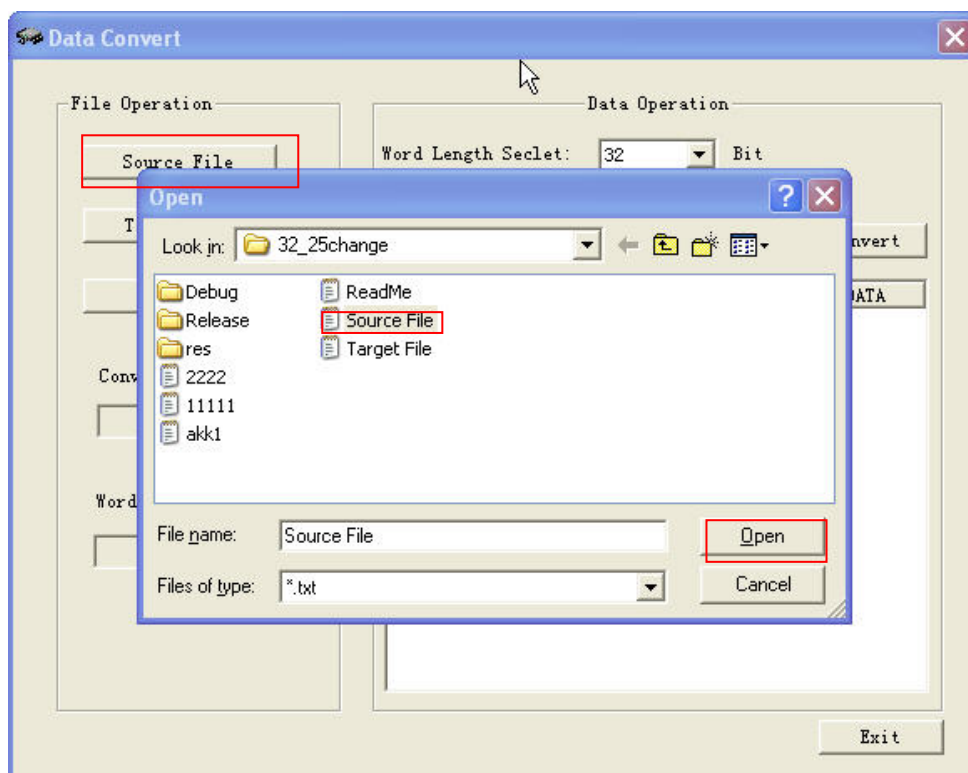 Data Convert
File Operation
Data Operation
Source File
Word Length Seclet: 32 Bit
Open
T
Look in: 32_25change
nvert
Debug
ReadMe
DATA
Release
Source File
res
Target File
Conv
2222
11111
akk1
Word
File name: Source File
Open
Files of type: *.txt
Cancel
Exit